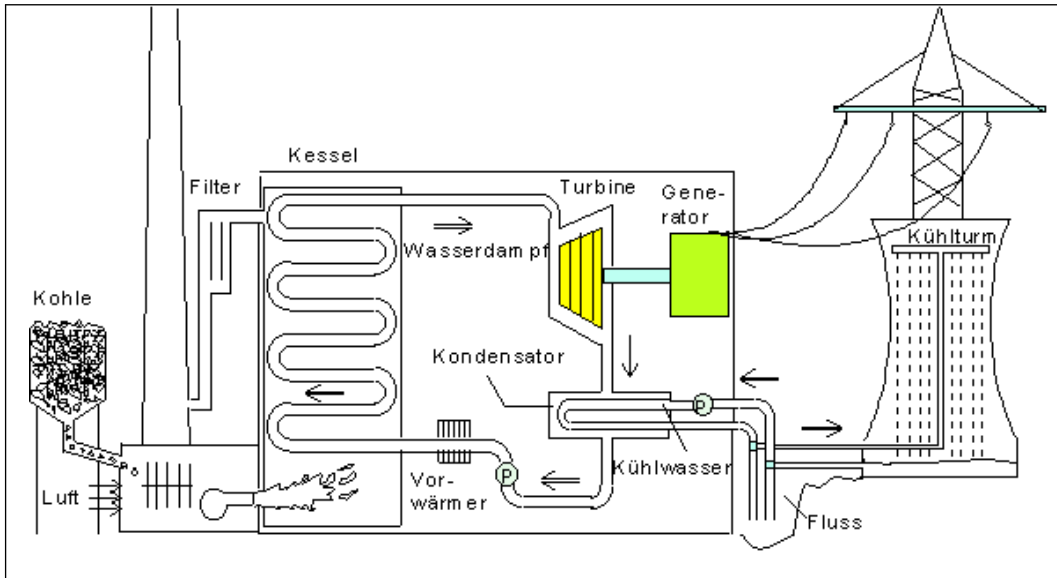 Kessel
Filter
Turbine
Gene-
rator
Wasserdampf
Kühlturm
Kohle
Kondensator
P
Kühlwasser
Luft
Vor-
wärmer
P
Fluss